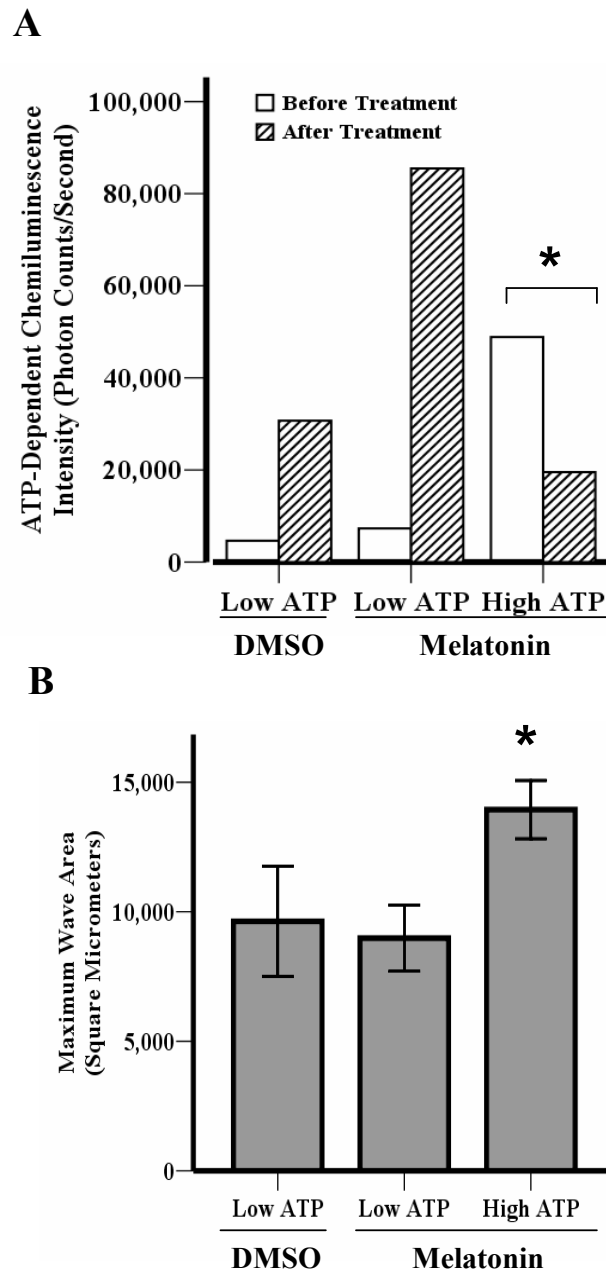 A
ATP-Dependent Chemiluminescence
Intensity (Photon Counts/Second)
100,000
80,000
60,000
40,000
20,000
0
Before Treatment
After Treatment
*
Low ATP Low ATP High ATP
DMSO Melatonin
B
Maximum Wave Area
(Square Micrometers)
15,000
10,000
5,000
0
*
Low ATP Low ATP High ATP
DMSO Melatonin